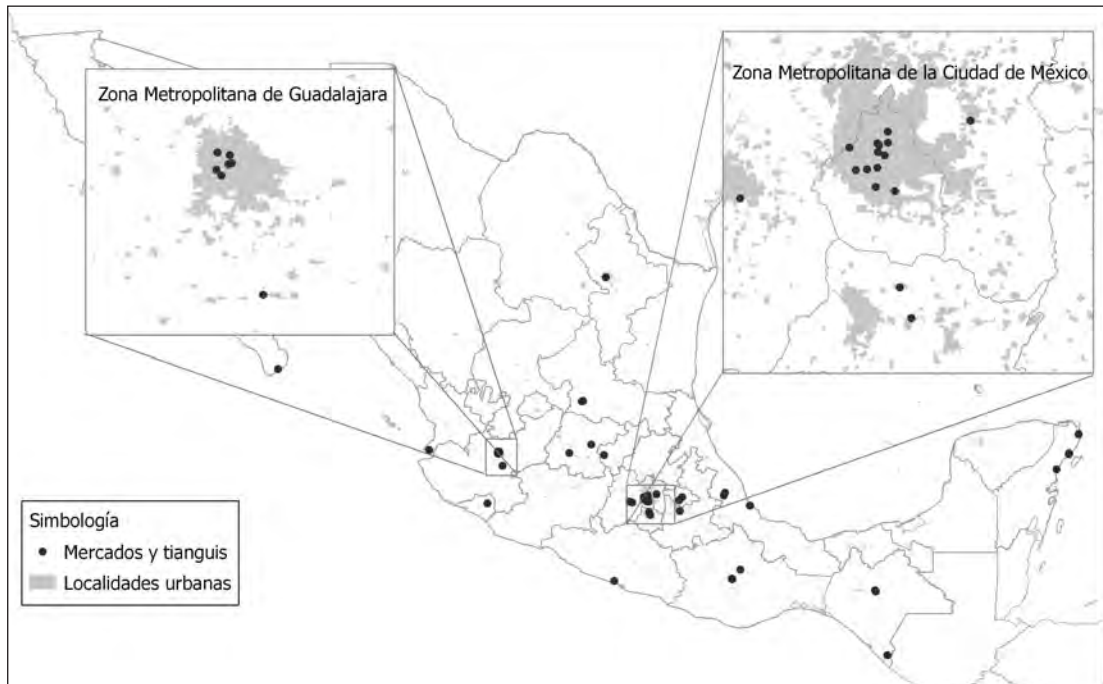 Zona Metropolitana de Guadalajara
Zona Metropolitana de la Ciudad de México
Simbología
Mercados y tianguis
Localidades urbanas